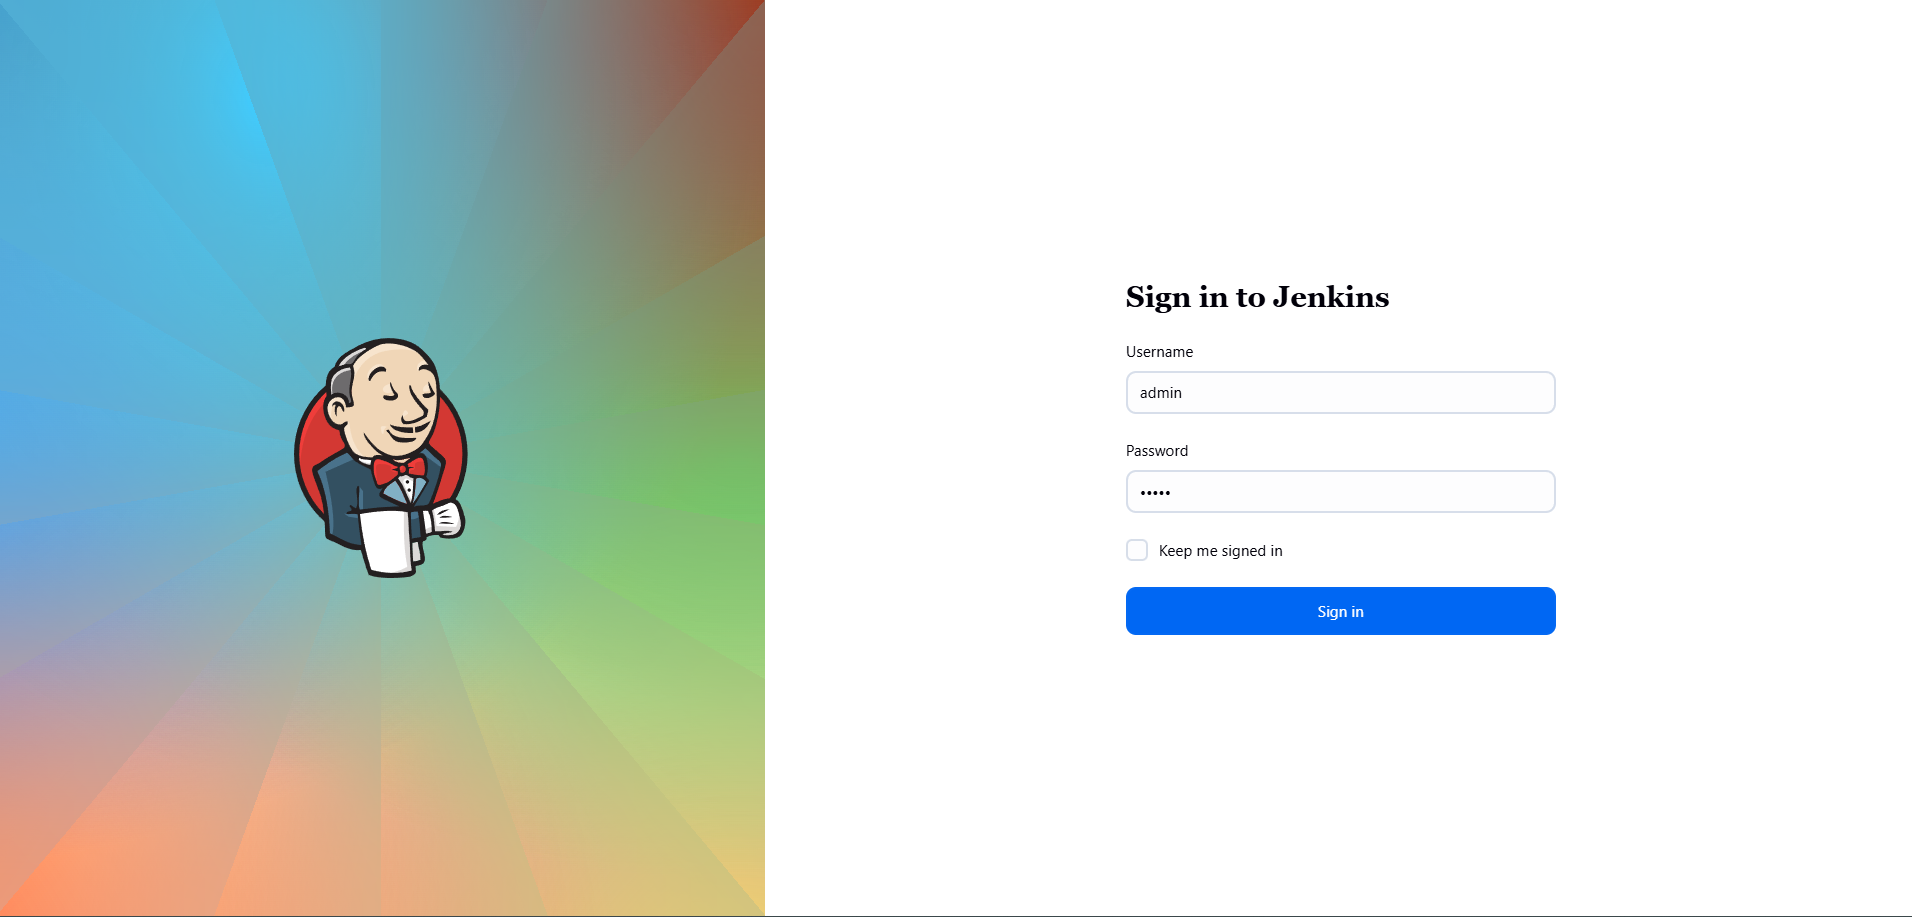 Sign in to Jenkins
Username
admin
Password
•••••
Keep me signed in
Sign in